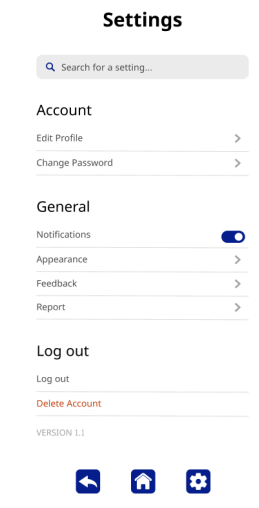 Settings
Search for a setting...
Account
Edit Profile
Change Password
General
Notifications
Appearance
Feedback
Report
Log out
Log out
Delete Account
VERSION 1.1